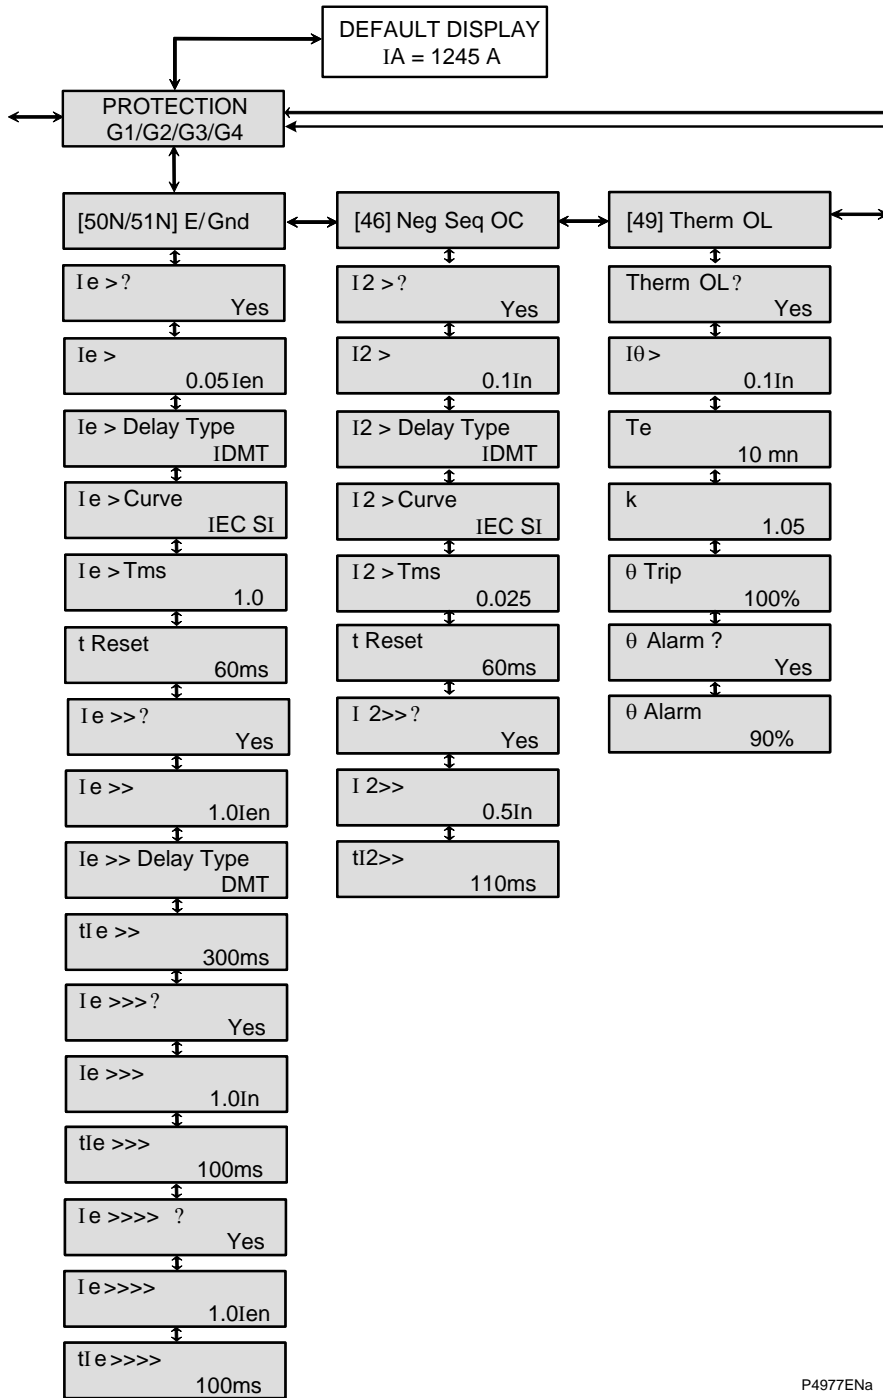 DEFAULT DISPLAY
IA = 1245 A
PROTECTION
G1/G2/G3/G4
[50N/51N] E/Gnd
Ie >?
Yes
Ie >
0.05Ien
Ie > Delay Type
IDMT
Ie >Curve
IEC SI
Ie >Tms
1.0
t Reset
60ms
Ie >>?
Yes
Ie >>
1.0Ien
Ie >> Delay Type
DMT
tIe >>
300ms
Ie >>>?
Yes
Ie >>>
1.0In
tIe >>>
100ms
Ie >>>> ?
Yes
Ie >>>>
1.0Ien
tIe >>>>
100ms
[46] Neg Seq OC
I2 >?
Yes
I2 >
0.1In
I2 > Delay Type
IDMT
I2 >Curve
IEC SI
I2 >Tms
0.025
t Reset
60ms
I 2>>?
Yes
I 2>>
0.5In
tI2>>
110ms
[49] Therm OL
Therm OL?
Yes
Iθ>
0.1In
Te
10 mn
k
1.05
θ Trip
100%
θ Alarm ?
Yes
θ Alarm
90%
P4977ENa